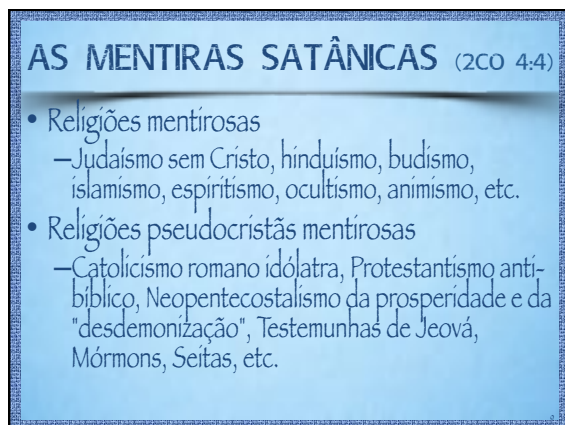 AS MENTIRAS SATÂNICAS (2CO 4:4)
• Religiões mentirosas
–Judaísmo sem Cristo, hinduísmo, budismo,
islamismo, espiritismo, ocultismo, animismo, etc.
• Religiões pseudocristãs mentirosas
–Catolicismo romano idólatra, Protestantismo anti-
bíblico, Neopentecostalismo da prosperidade e da
"desdemonização", Testemunhas de Jeová,
Mórmons, Seitas, etc.
9